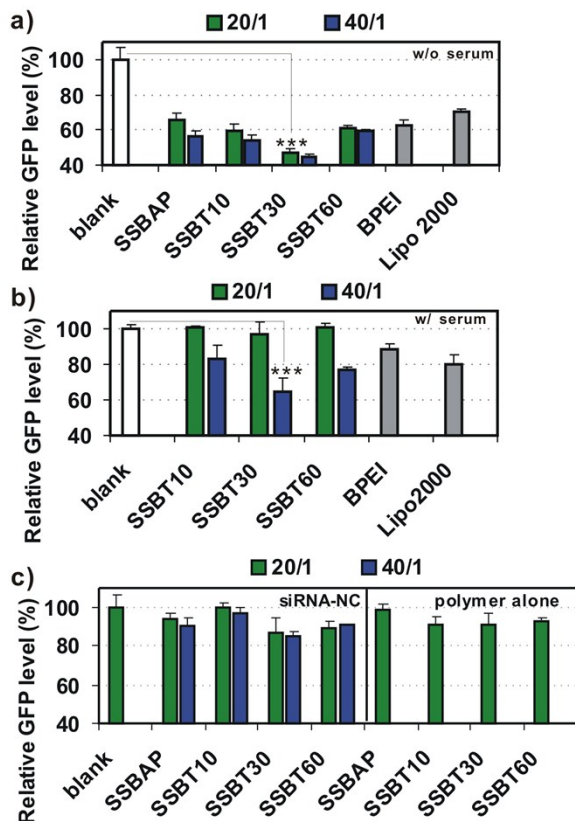 a)
20/1 40/1
Relative GFP level (%)
w/o serum
100
80
60
40
***
blank SSBAP SSBT10 SSBT30 SSBT60 BPEI Lipo 2000
b)
20/1 40/1
Relative GFP level (%)
w/ serum
100
80
60
40
***
blank SSBT10 SSBT30 SSBT60 BPEI Lipo2000
c)
20/1 40/1
Relative GFP level (%)
siRNA-NC polymer alone
100
80
60
40
blank SSBAP SSBT10 SSBT30 SSBT60 SSBAP SSBT10 SSBT30 SSBT60